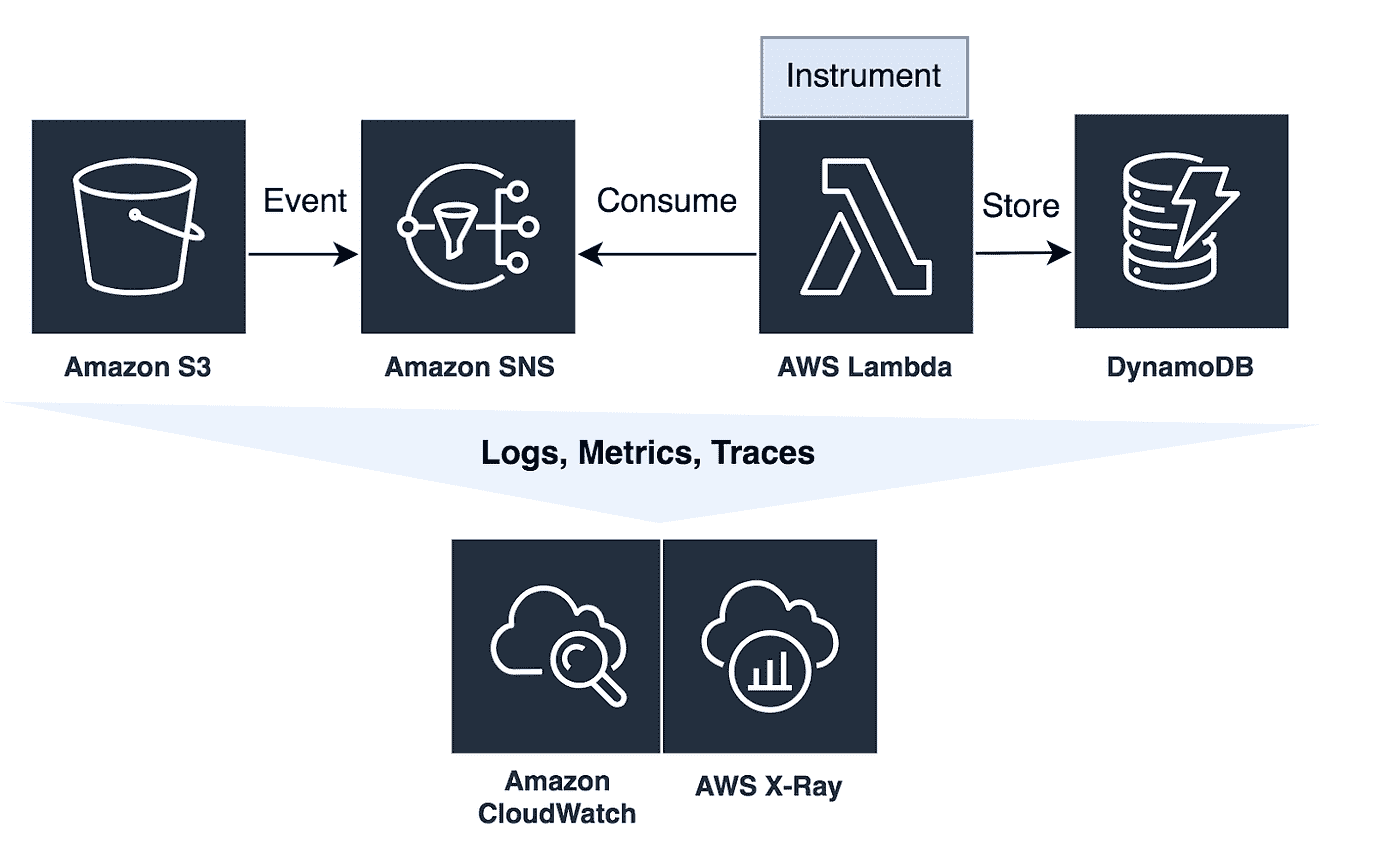 Instrument
Event
Consume
Store
Amazon S3
Amazon SNS
AWS Lambda
DynamoDB
Logs, Metrics, Traces
Amazon
CloudWatch
AWS X-Ray